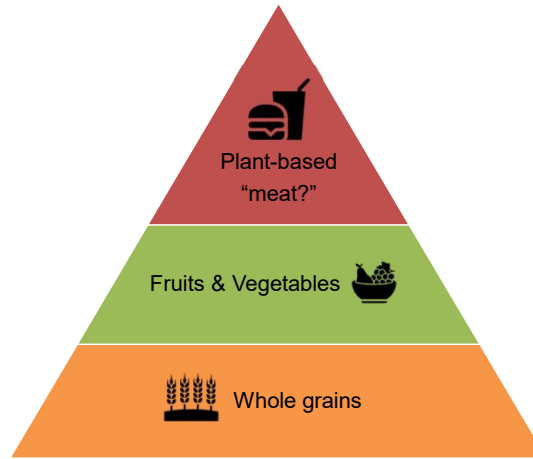 Plant-based
“meat?”
Fruits & Vegetables
Whole grains